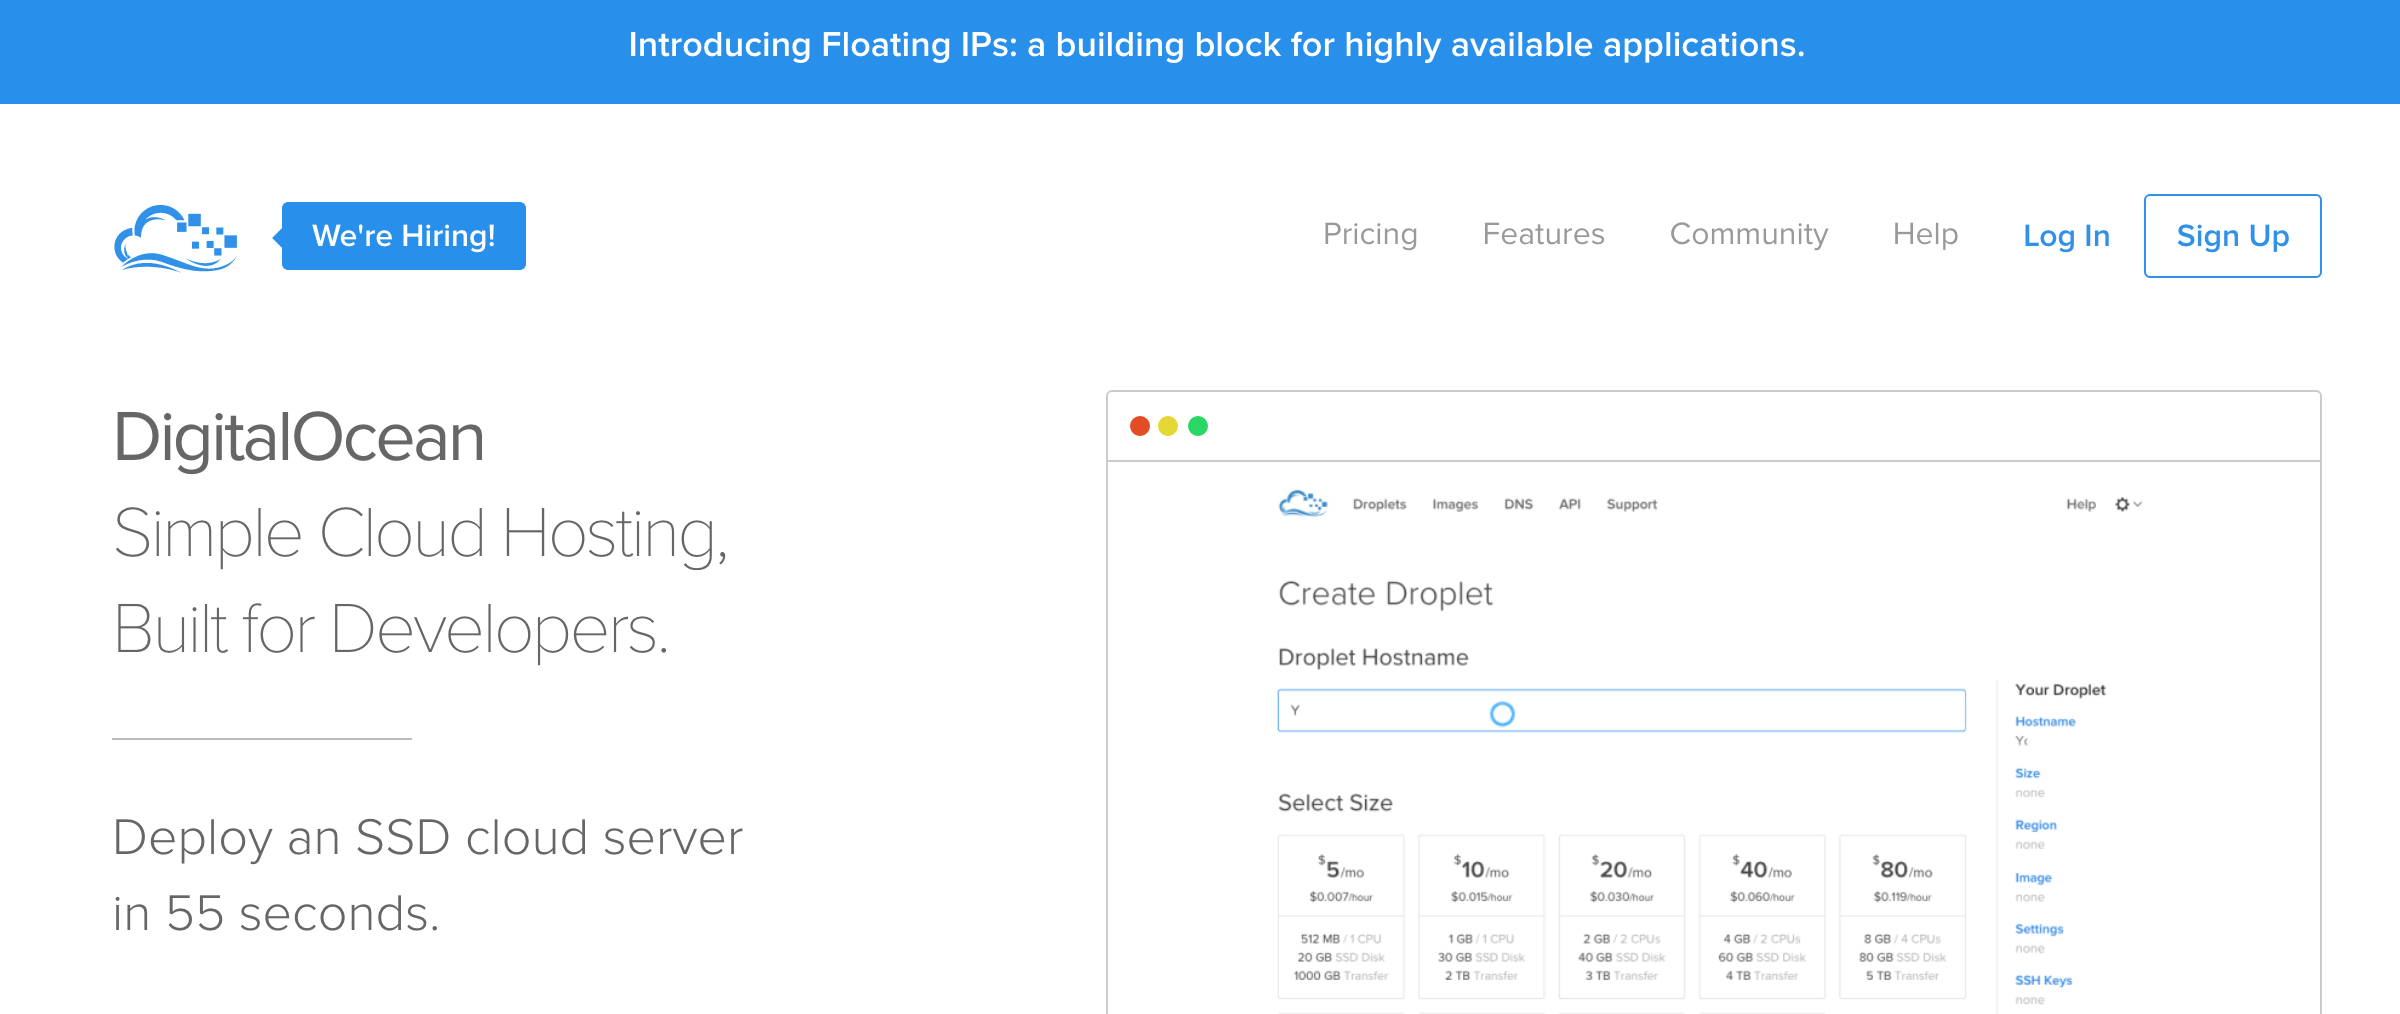 Introducing Floating IPs: a building block for highly available applications.
We're Hiring!
Pricing Features Community Help Log In Sign Up
DigitalOcean
Simple Cloud Hosting,
Built for Developers.
Deploy an SSD cloud server
in 55 seconds.
Droplets Images DNS API Support Help
Create Droplet
Droplet Hostname
Y
Select Size
$5/mo
$0.007/hour
512 MB / 1 CPU
20 GB SSD Disk
1000 GB Transfer
$10/mo
$0.015/hour
1 GB / 1 CPU
30 GB SSD Disk
2 TB Transfer
$20/mo
$0.030/hour
2 GB / 2 CPUs
40 GB SSD Disk
3 TB Transfer
$40/mo
$0.060/hour
4 GB / 2 CPUs
60 GB SSD Disk
4 TB Transfer
$80/mo
$0.119/hour
8 GB / 4 CPUs
80 GB SSD Disk
5 TB Transfer
Your Droplet
Hostname
Size
none
Region
none
Image
none
Settings
none
SSH Keys
none